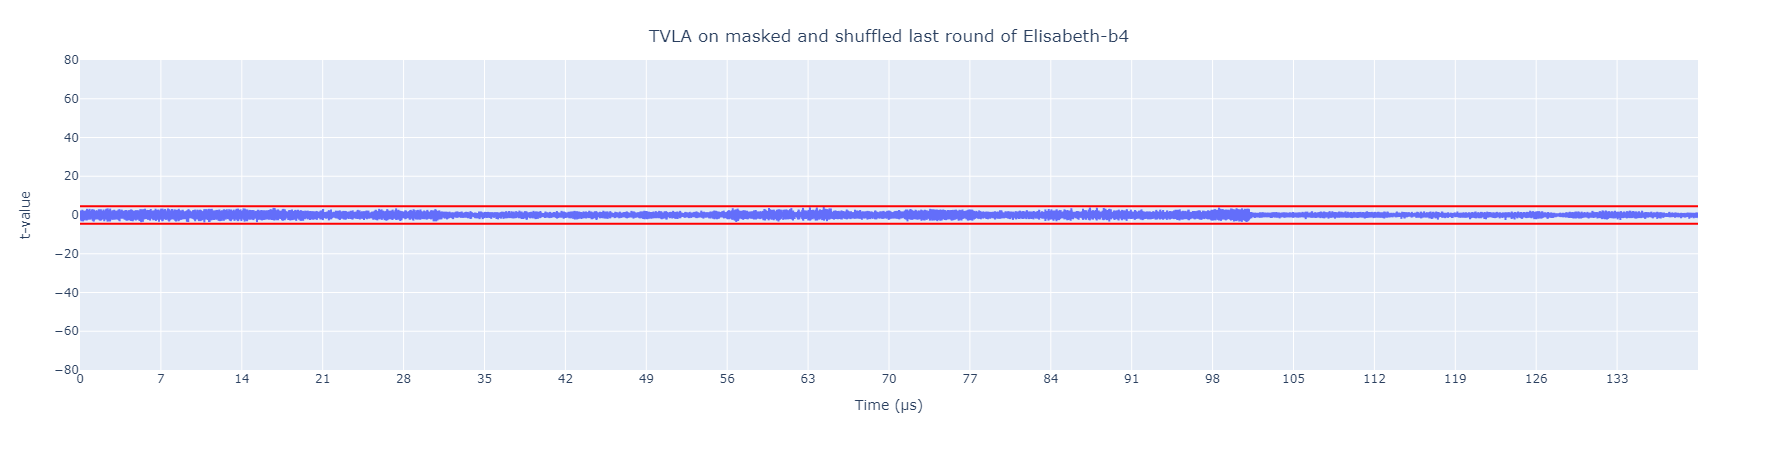 TVLA on masked and shuffled last round of Elisabeth-b4
80
60
40
20
0
−20
−40
−60
−80
t-value
0 7 14 21 28 35 42 49 56 63 70 77 84 91 98 105 112 119 126 133
Time (μs)